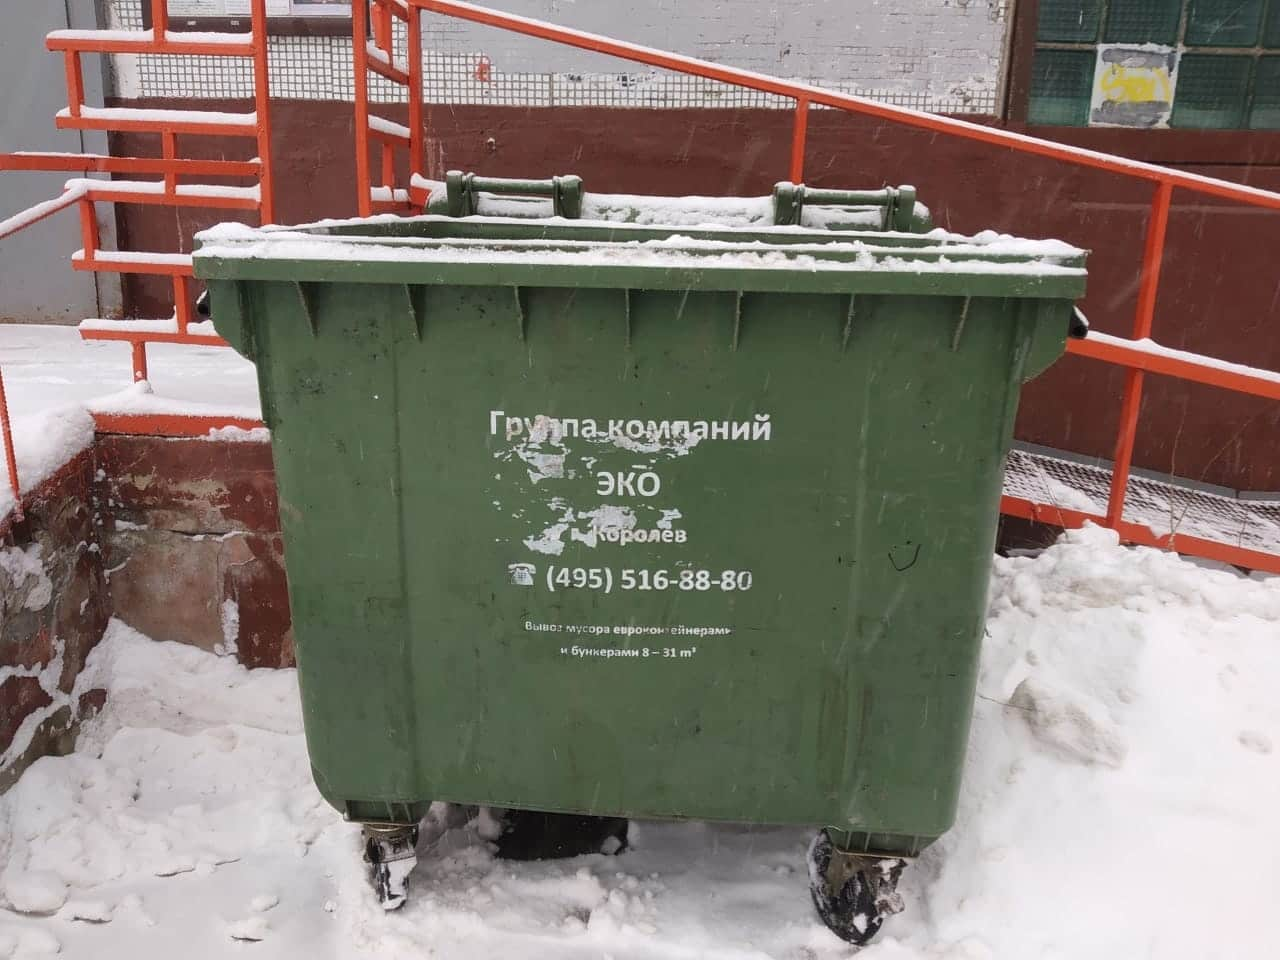 Группа компаний
ЭКО
г. Королев
☎ (495) 516-88-80
Вывоз мусора евроконтейнерами
и бункерами 8 – 31 m³